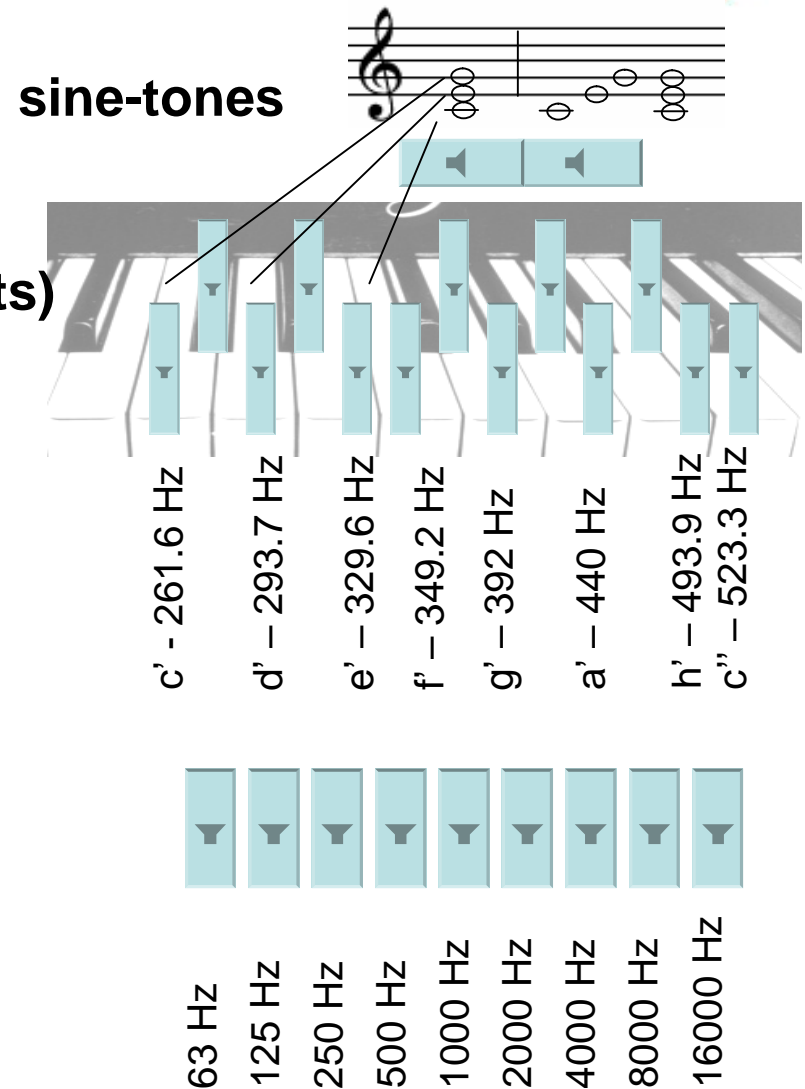 sine-tones
ts)
c’ - 261.6 Hz
d’ – 293.7 Hz
e’ – 329.6 Hz
f’ – 349.2 Hz
g’ – 392 Hz
a’ – 440 Hz
h’ – 493.9 Hz
c’’ – 523.3 Hz
63 Hz
125 Hz
250 Hz
500 Hz
1000 Hz
2000 Hz
4000 Hz
8000 Hz
16000 Hz